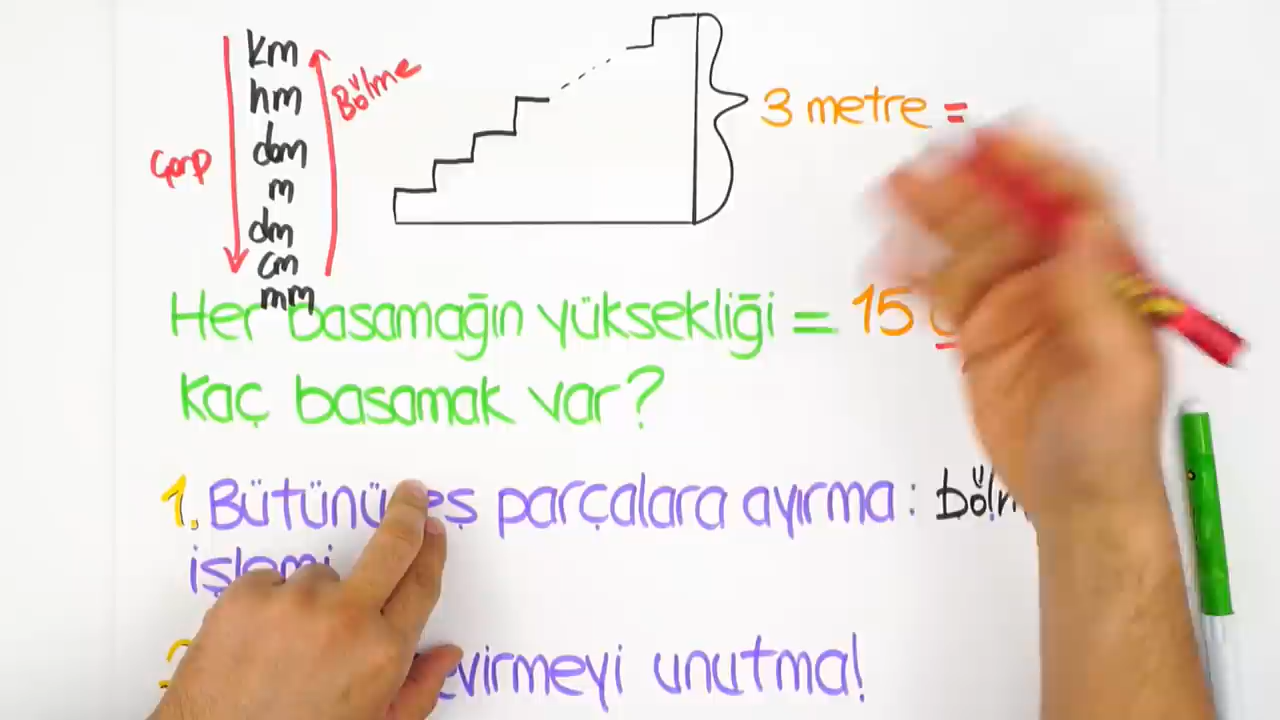 km
hm
dam
m
dm
cm
mm
Çarp
Bölme
3 metre =
Her basamağın yüksekliği = 15
Kaç basamak var?
1. Bütünü eş parçalara ayırma :
işlemi
unutma!